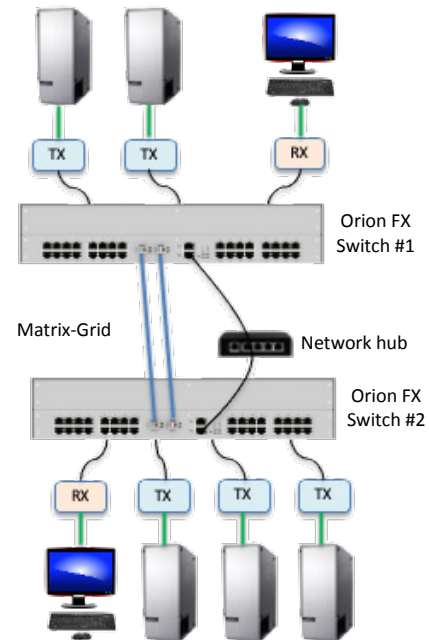 TX
TX
RX
Orion FX
Switch #1
Matrix-Grid
Network hub
Orion FX
Switch #2
RX
TX
TX
TX